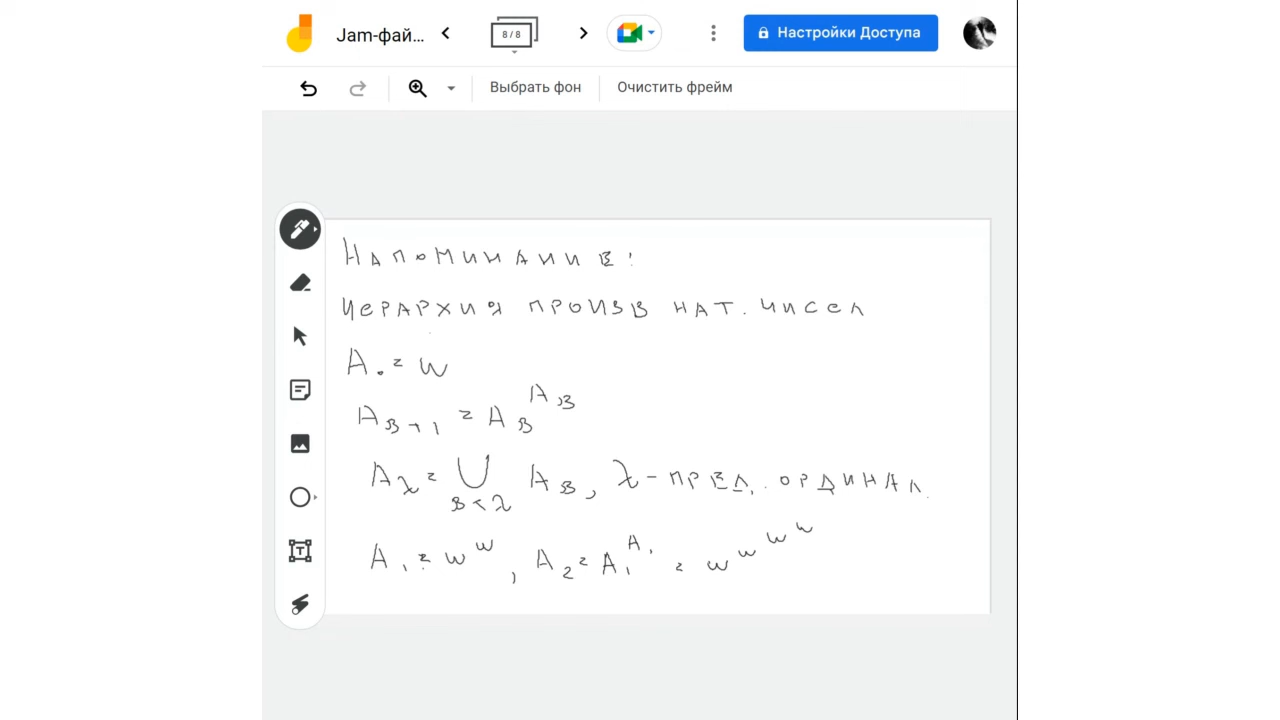 Jam-фай...
8 / 8
Настройки Доступа
Выбрать фон
Очистить фрейм
Напоминание:
иерархия произв нат. чисел
A₀ = w
A_{β+1} = A_β^{A_β}
A_λ = ∪_{β<λ} A_β, λ - пред. ординал.
A₁ = w^w, A₂ = A₁^{A₁} = w^{w^{w^w}}
T